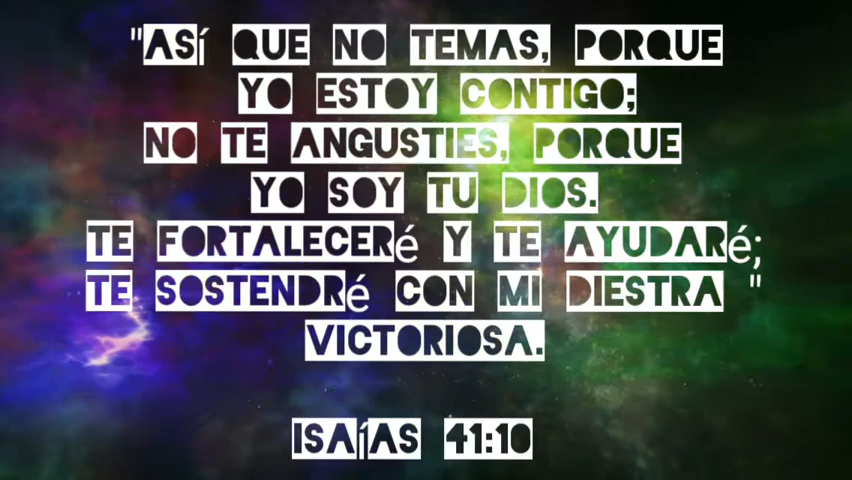 "ASÍ QUE NO TEMAS, PORQUE
YO ESTOY CONTIGO;
NO TE ANGUSTIES, PORQUE
YO SOY TU DIOS.
TE FORTALECERé Y TE AYUDARé;
TE SOSTENDRé CON MI DIESTRA "
VICTORIOSA.
ISAíAS 41:10